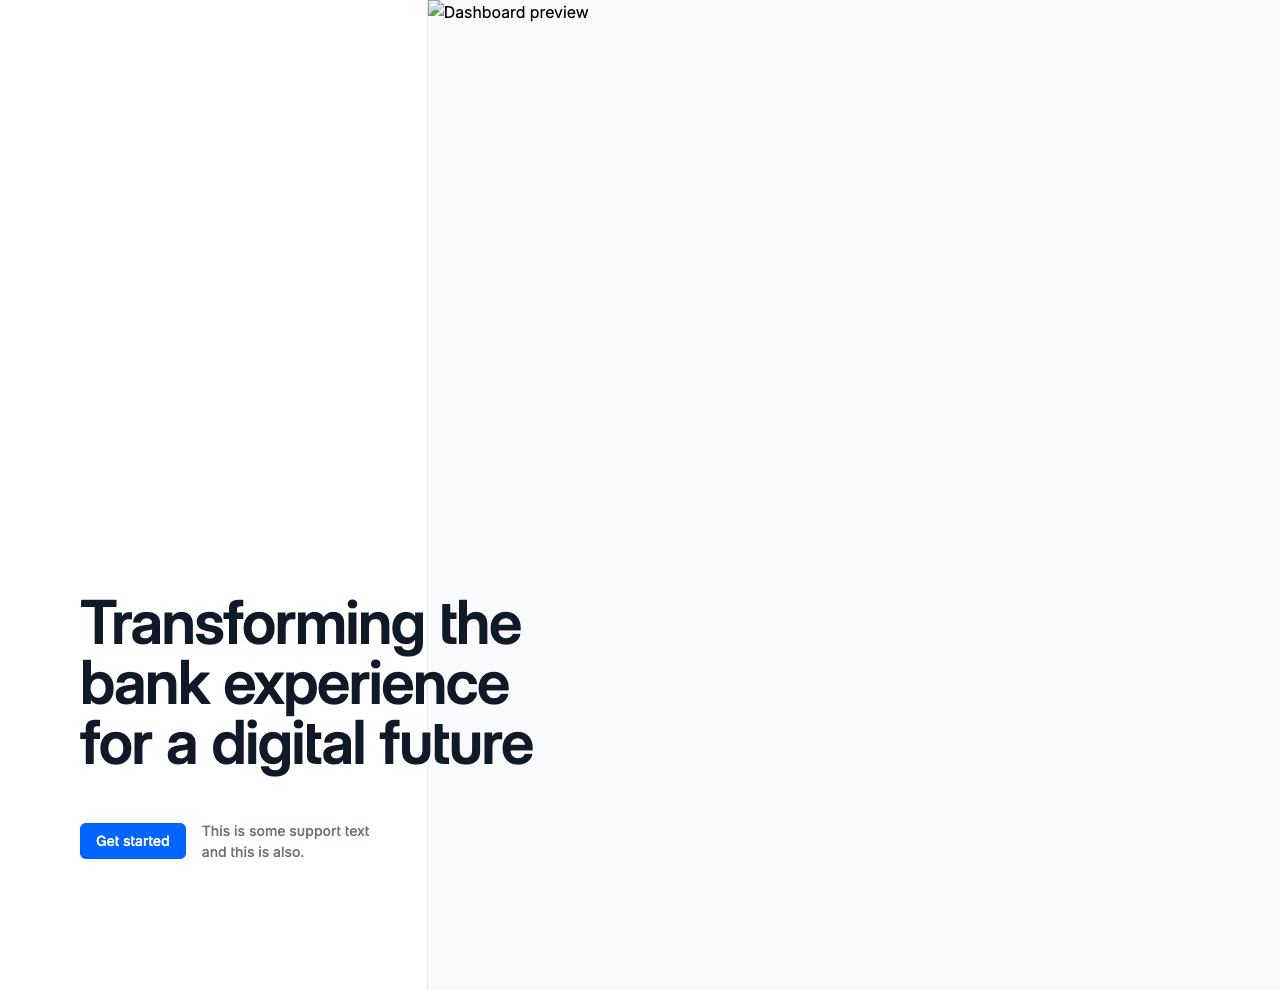 Dashboard preview
Transforming the
bank experience
for a digital future
Get started
This is some support text
and this is also.